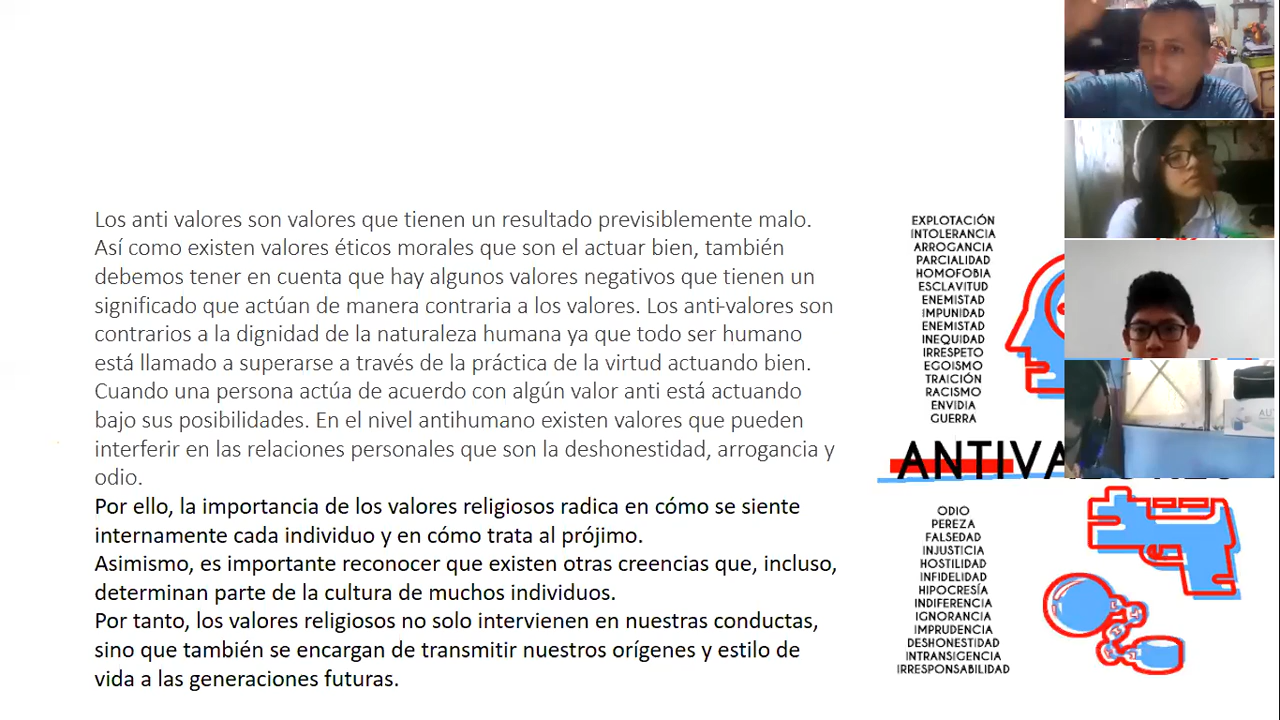 Los anti valores son valores que tienen un resultado previsiblemente malo.
Así como existen valores éticos morales que son el actuar bien, también
debemos tener en cuenta que hay algunos valores negativos que tienen un
significado que actúan de manera contraria a los valores. Los anti-valores son
contrarios a la dignidad de la naturaleza humana ya que todo ser humano
está llamado a superarse a través de la práctica de la virtud actuando bien.
Cuando una persona actúa de acuerdo con algún valor anti está actuando
bajo sus posibilidades. En el nivel antihumano existen valores que pueden
interferir en las relaciones personales que son la deshonestidad, arrogancia y
odio.
Por ello, la importancia de los valores religiosos radica en cómo se siente
internamente cada individuo y en cómo trata al prójimo.
Asimismo, es importante reconocer que existen otras creencias que, incluso,
determinan parte de la cultura de muchos individuos.
Por tanto, los valores religiosos no solo intervienen en nuestras conductas,
sino que también se encargan de transmitir nuestros orígenes y estilo de
vida a las generaciones futuras.
EXPLOTACIÓN
INTOLERANCIA
ARROGANCIA
PARCIALIDAD
HOMOFOBIA
ESCLAVITUD
ENEMISTAD
IMPUNIDAD
ENEMISTAD
INEQUIDAD
IRRESPETO
EGOISMO
TRAICIÓN
RACISMO
ENVIDIA
GUERRA
ODIO
PEREZA
FALSEDAD
INJUSTICIA
HOSTILIDAD
INFIDELIDAD
HIPOCRESÍA
INDIFERENCIA
IGNORANCIA
IMPRUDENCIA
DESHONESTIDAD
INTRANSIGENCIA
IRRESPONSABILIDAD